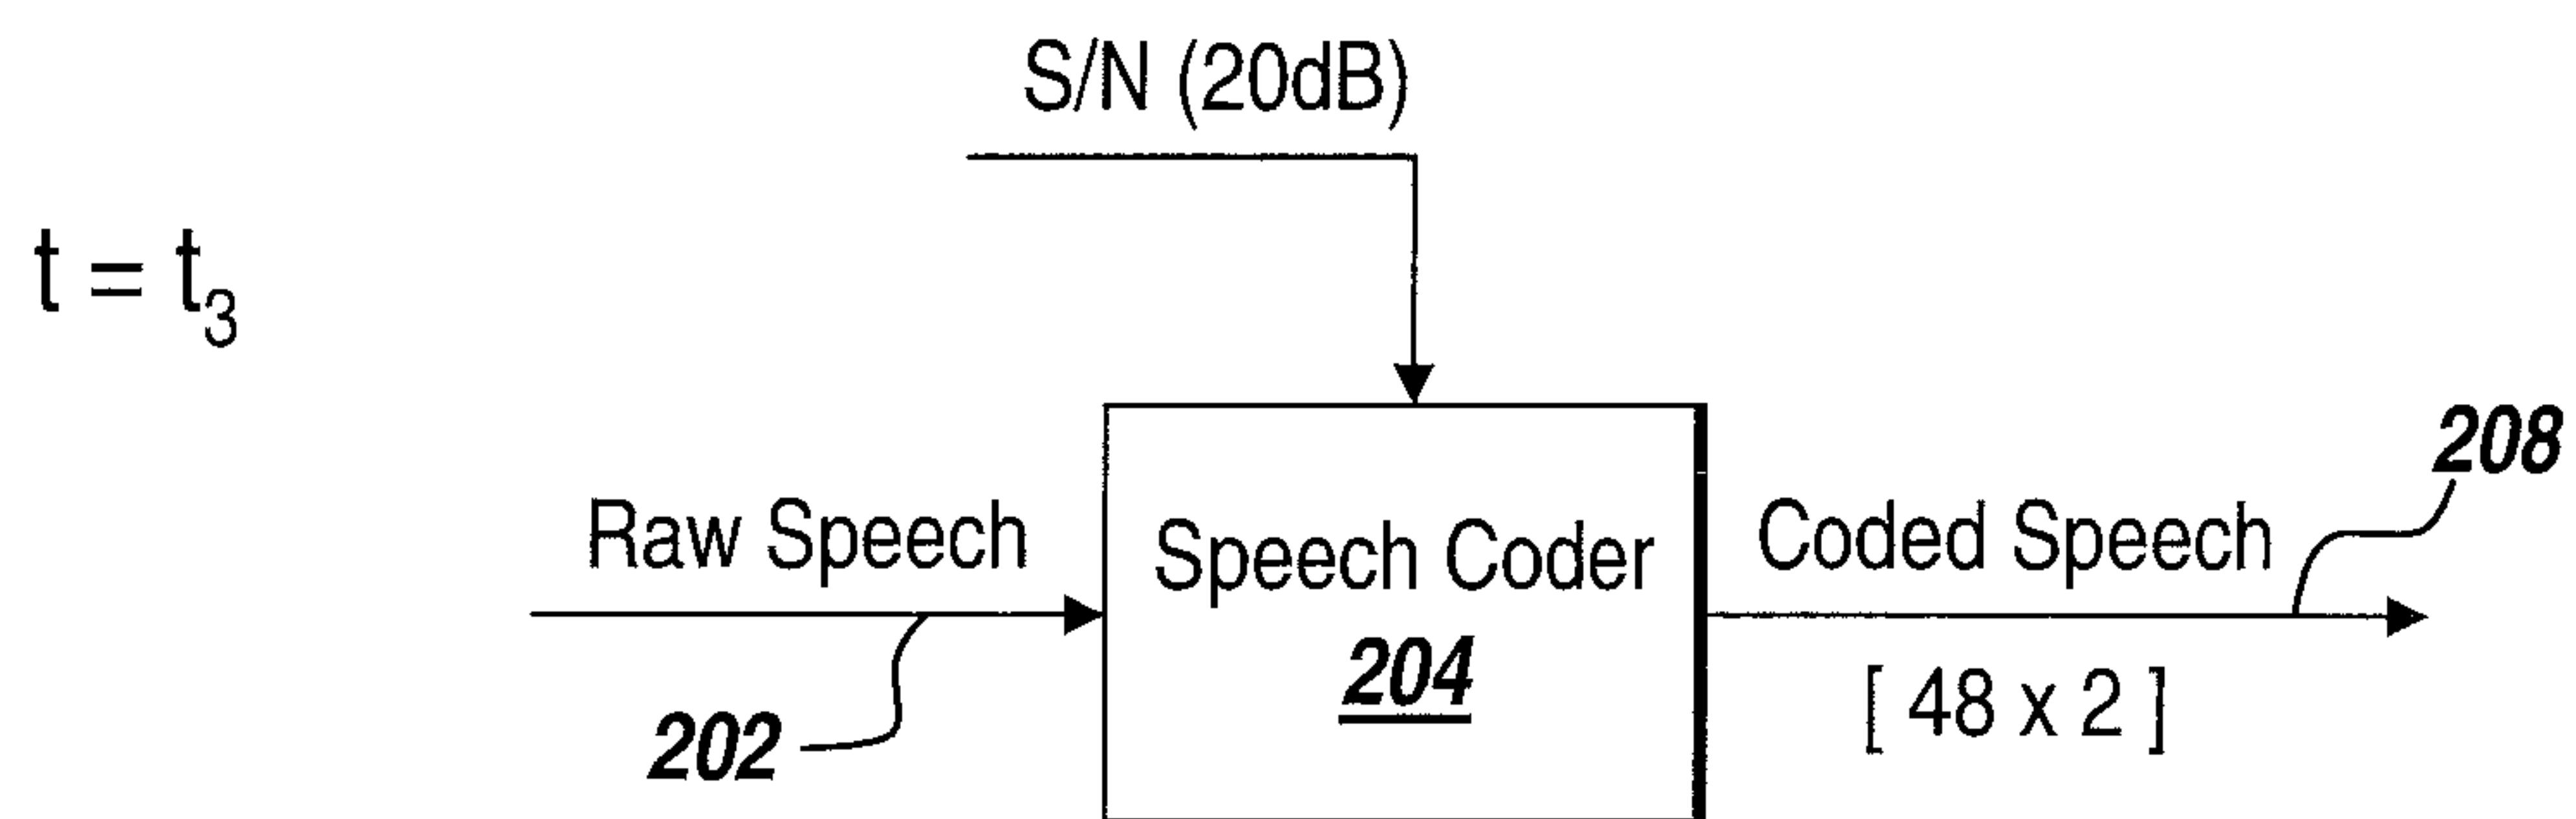 S/N (20dB)
t = t₃
Raw Speech
Speech Coder
Coded Speech
208
204
202
[ 48 x 2 ]